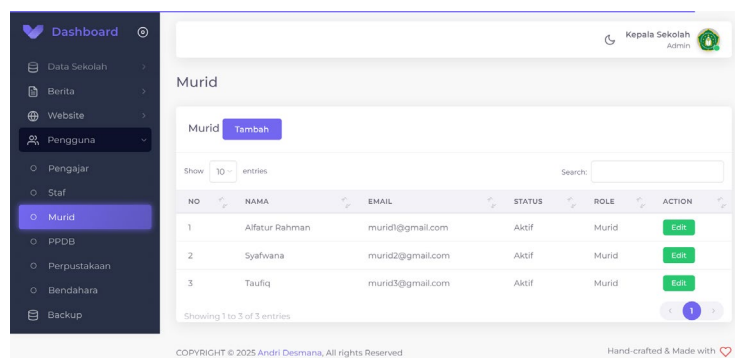 Dashboard
Kepala Sekolah
Admin
Data Sekolah
Berita
Website
Pengguna
Pengajar
Staf
Murid
PPDB
Perpustakaan
Bendahara
Backup
Murid
Murid Tambah
Show 10 entries Search:
NO NAMA EMAIL STATUS ROLE ACTION
1 Alfatur Rahman murid1@gmail.com Aktif Murid Edit
2 Syafwana murid2@gmail.com Aktif Murid Edit
3 Taufiq murid3@gmail.com Aktif Murid Edit
Showing 1 to 3 of 3 entries 1
COPYRIGHT © 2025 Andri Desmana, All rights Reserved Hand-crafted & Made with